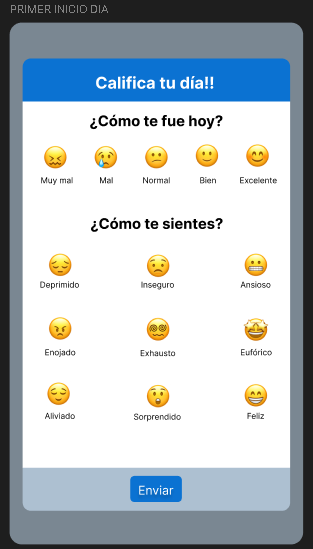 PRIMER INICIO DIA
Califica tu día!!
¿Cómo te fue hoy?
Muy mal Mal Normal Bien Excelente
¿Cómo te sientes?
Deprimido Inseguro Ansioso
Enojado Exhausto Eufórico
Aliviado Sorprendido Feliz
Enviar